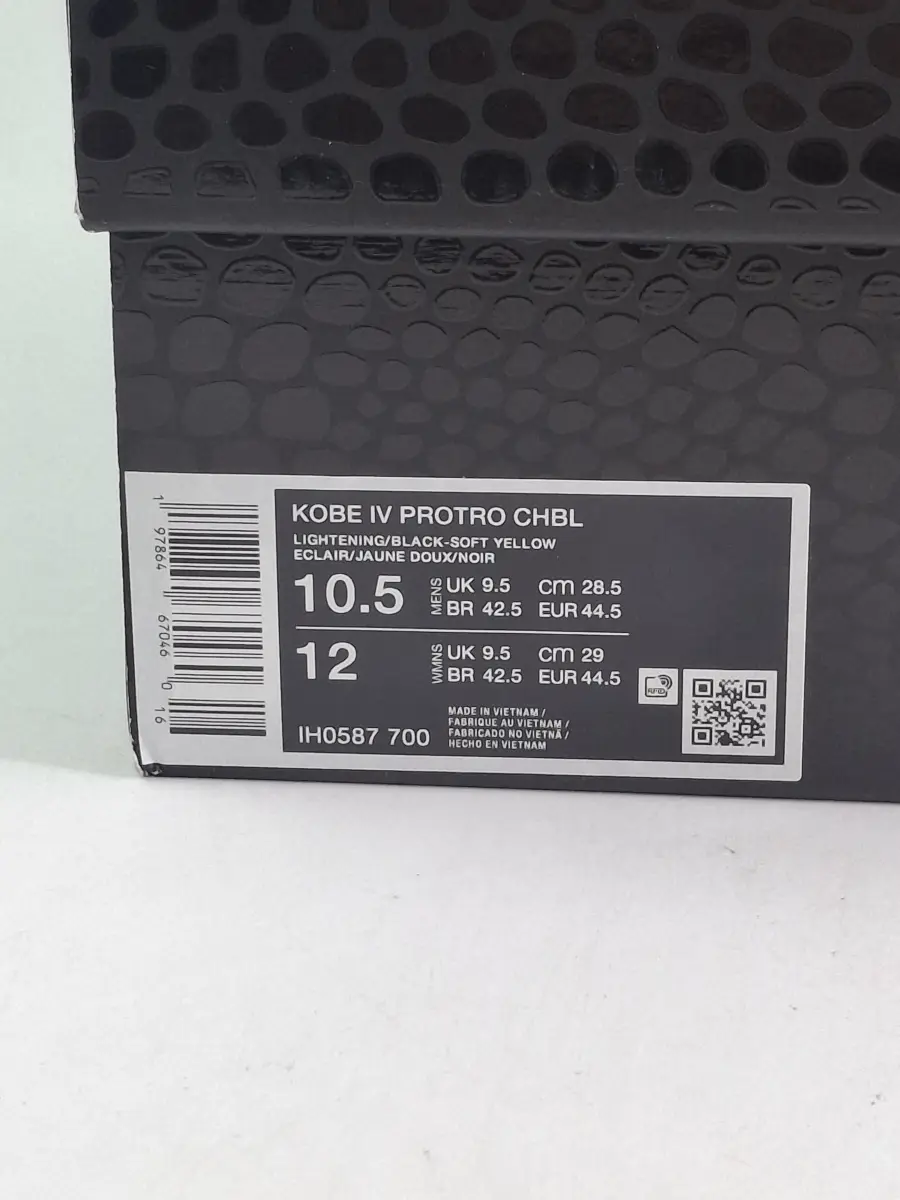 KOBE IV PROTRO CHBL
LIGHTENING/BLACK-SOFT YELLOW
ECLAIR/JAUNE DOUX/NOIR
10.5 MENS UK 9.5 cm 28.5
BR 42.5 EUR 44.5
12 WMNS UK 9.5 cm 29
BR 42.5 EUR 44.5
IH0587 700
MADE IN VIETNAM /
FABRIQUE AU VIETNAM /
FABRICADO NO VIETNÃ /
HECHO EN VIETNAM
RFID
1 97864 67046 0 16